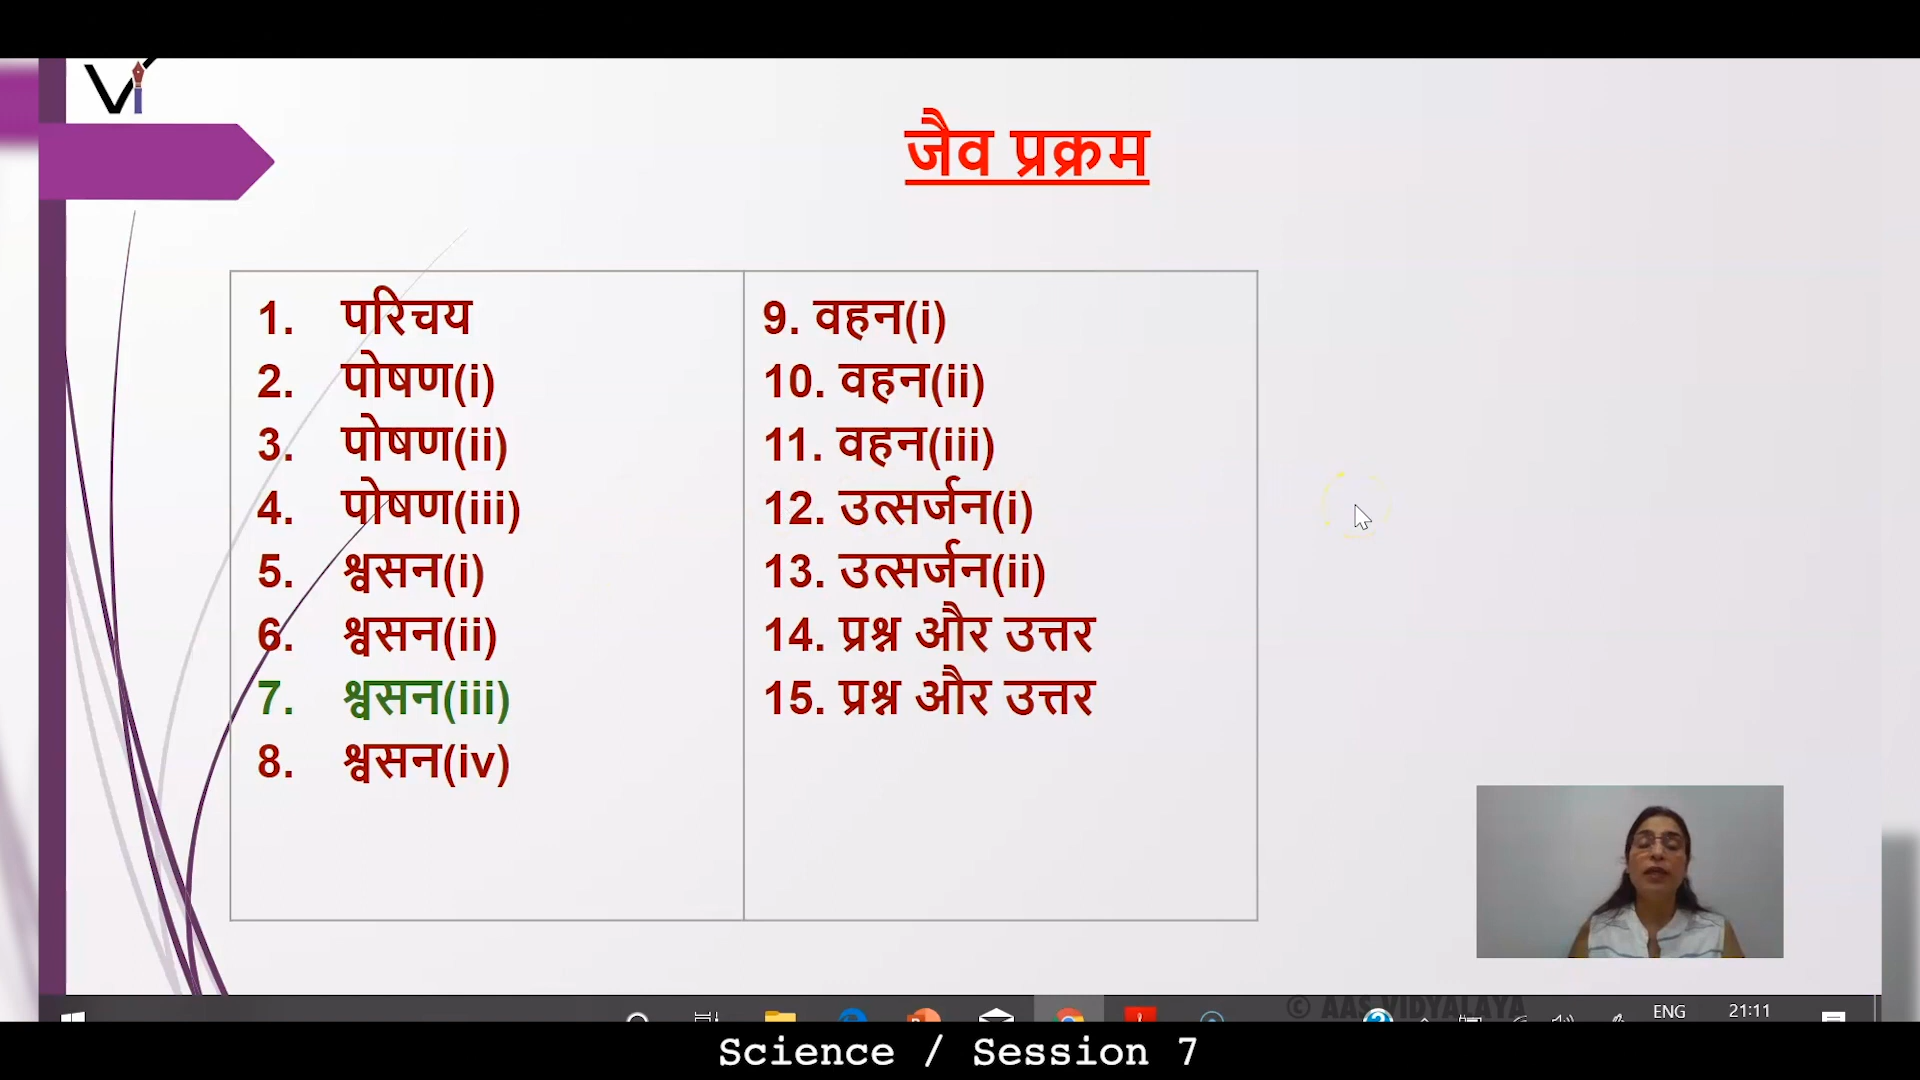 Vi
जैव प्रक्रम
1. परिचय
2. पोषण(i)
3. पोषण(ii)
4. पोषण(iii)
5. श्वसन(i)
6. श्वसन(ii)
7. श्वसन(iii)
8. श्वसन(iv)
9. वहन(i)
10. वहन(ii)
11. वहन(iii)
12. उत्सर्जन(i)
13. उत्सर्जन(ii)
14. प्रश्न और उत्तर
15. प्रश्न और उत्तर
© AAS VIDYALAYA
ENG
21:11
Science / Session 7